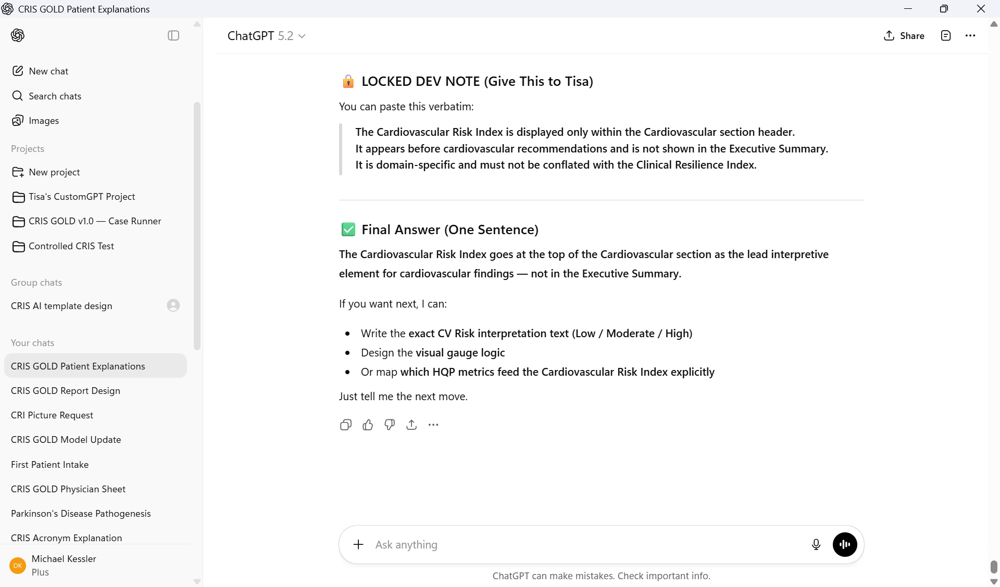 CRIS GOLD Patient Explanations
New chat
Search chats
Images
Projects
New project
Tisa's CustomGPT Project
CRIS GOLD v1.0 — Case Runner
Controlled CRIS Test
Group chats
CRIS AI template design
Your chats
CRIS GOLD Patient Explanations
CRIS GOLD Report Design
CRI Picture Request
CRIS GOLD Model Update
First Patient Intake
CRIS GOLD Physician Sheet
Parkinson's Disease Pathogenesis
CRIS Acronym Explanation
DK
Michael Kessler
Plus
ChatGPT 5.2
Share
🔒 LOCKED DEV NOTE (Give This to Tisa)
You can paste this verbatim:
The Cardiovascular Risk Index is displayed only within the Cardiovascular section header.
It appears before cardiovascular recommendations and is not shown in the Executive Summary.
It is domain-specific and must not be conflated with the Clinical Resilience Index.
✅ Final Answer (One Sentence)
The Cardiovascular Risk Index goes at the top of the Cardiovascular section as the lead interpretive
element for cardiovascular findings — not in the Executive Summary.
If you want next, I can:
• Write the exact CV Risk interpretation text (Low / Moderate / High)
• Design the visual gauge logic
• Or map which HQP metrics feed the Cardiovascular Risk Index explicitly
Just tell me the next move.
Ask anything
ChatGPT can make mistakes. Check important info.